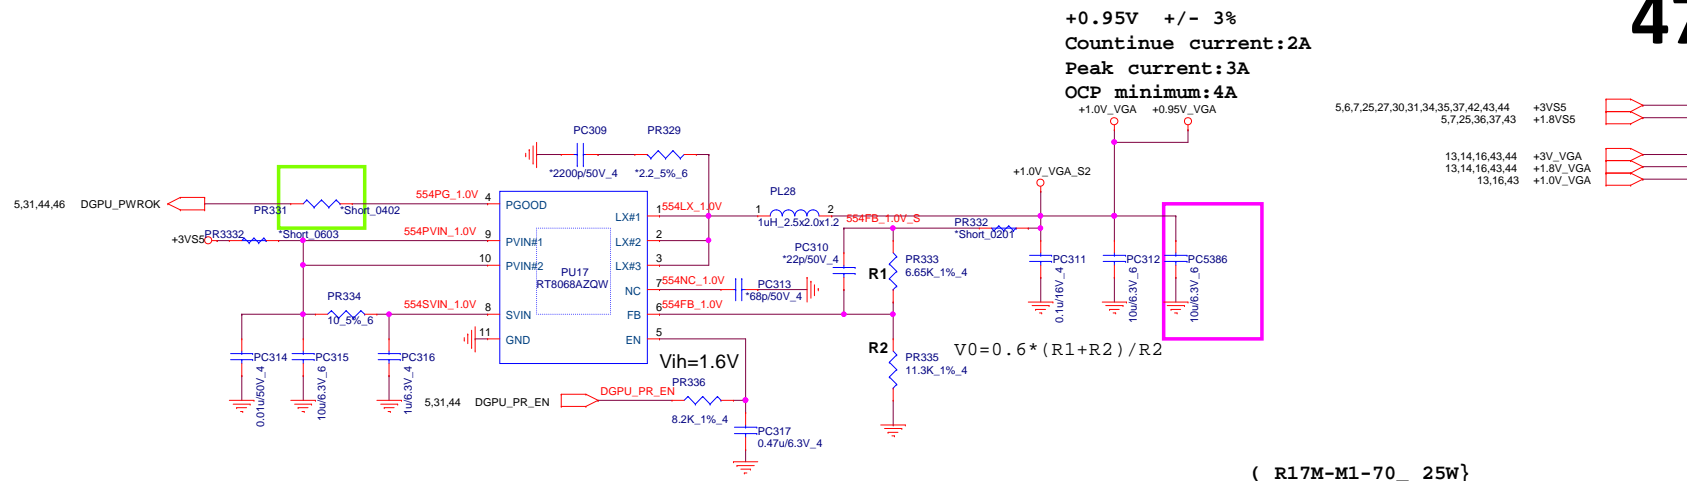 47
+0.95V +/- 3%
Countinue current:2A
Peak current:3A
OCP minimum:4A
+1.0V_VGA +0.95V_VGA
5,6,7,25,27,30,31,34,35,37,42,43,44 +3VS5
5,7,25,36,37,43 +1.8VS5
13,14,16,43,44 +3V_VGA
13,14,16,43,44 +1.8V_VGA
13,16,43 +1.0V_VGA
PC309 PR329
*2200p/50V_4 *2.2_5%_6
+1.0V_VGA_S2
5,31,44,46 DGPU_PWROK
PR331 *Short_0402
554PG_1.0V 4 PGOOD
+3VS5 PR3332 *Short_0603
554PVIN_1.0V 9 PVIN#1
10 PVIN#2
PR334
10_5%_6
554SVIN_1.0V 8 SVIN
11 GND
PU17
RT8068AZQW
LX#1 1 554LX_1.0V
LX#2 2
LX#3 3
NC 7 554NC_1.0V
FB 6 554FB_1.0V
EN 5
PL28
1 2
1uH_2.5x2.0x1.2
554FB_1.0V_S
PR332
*Short_0201
PC310
*22p/50V_4
R1
PR333
6.65K_1%_4
PC313
*68p/50V_4
PC311
0.1u/16V_4
PC312
10u/6.3V_6
PC5386
10u/6.3V_6
R2
PR335
11.3K_1%_4
V0=0.6*(R1+R2)/R2
PC314
0.01u/50V_4
PC315
10u/6.3V_6
PC316
1u/6.3V_4
Vih=1.6V
5,31,44 DGPU_PR_EN
DGPU_PR_EN
PR336
8.2K_1%_4
PC317
0.47u/6.3V_4
( R17M-M1-70_ 25W}